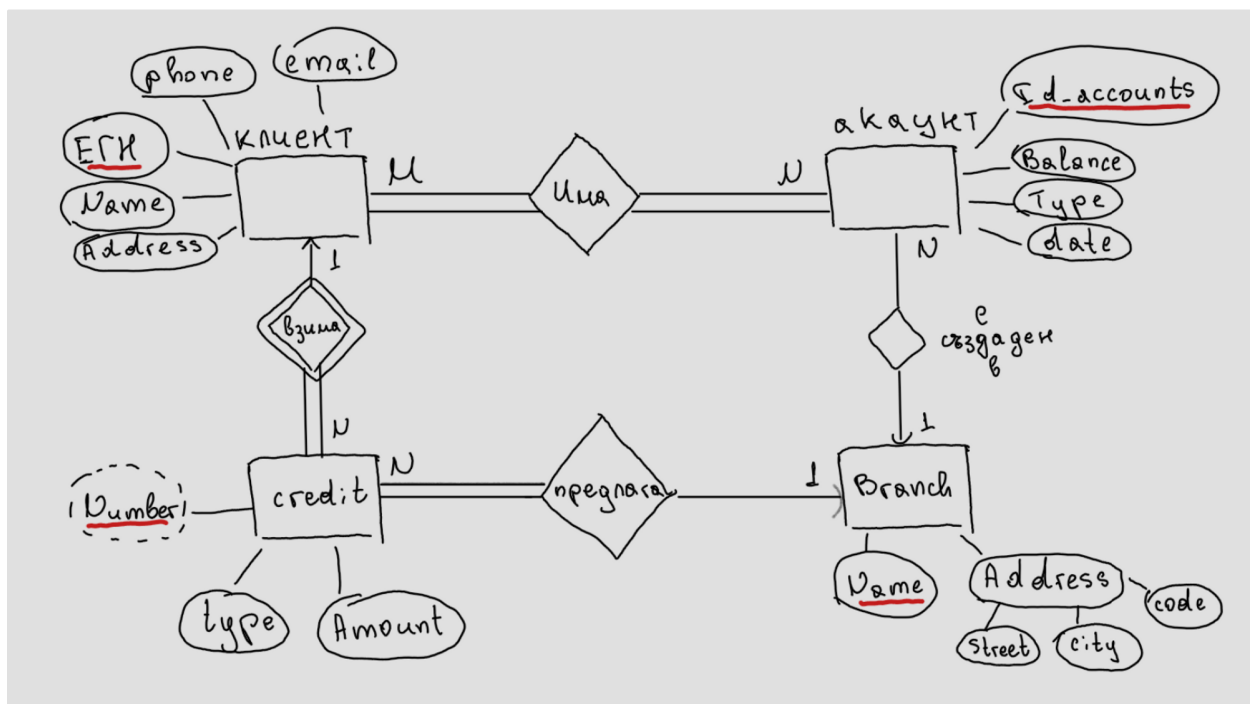 phone
email
ЕГН
Name
Address
клиент
M
Има
N
акаунт
Id_accounts
Balance
Type
date
1
взима
N
N
е
създаден
в
1
Number
credit
N
предлага
1
Branch
type
Amount
Name
Address
street
city
code